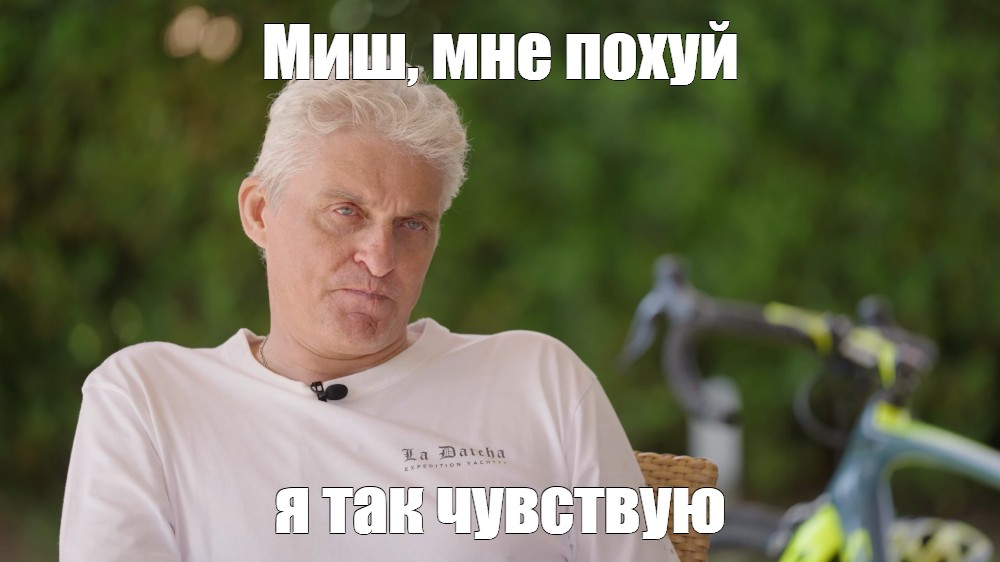 Миш, мне похуй
La Datcha
EXPEDITION YACHTS
я так чувствую